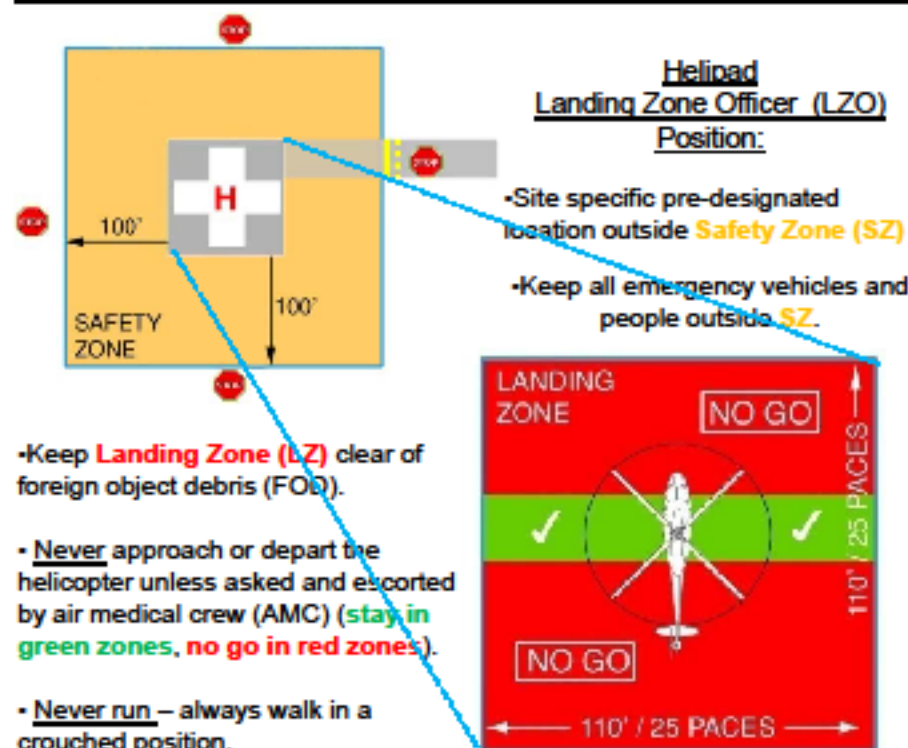 STOP
Helipad
Landing Zone Officer (LZO)
Position:
STOP
•Site specific pre-designated
location outside Safety Zone (SZ)
STOP
H
100'
•Keep all emergency vehicles and
people outside SZ.
100'
SAFETY
ZONE
STOP
LANDING
ZONE
NO GO
110' / 25 PACES
NO GO
110' / 25 PACES
•Keep Landing Zone (LZ) clear of
foreign object debris (FOD).
• Never approach or depart the
helicopter unless asked and escorted
by air medical crew (AMC) (stay in
green zones, no go in red zones).
• Never run – always walk in a
crouched position.